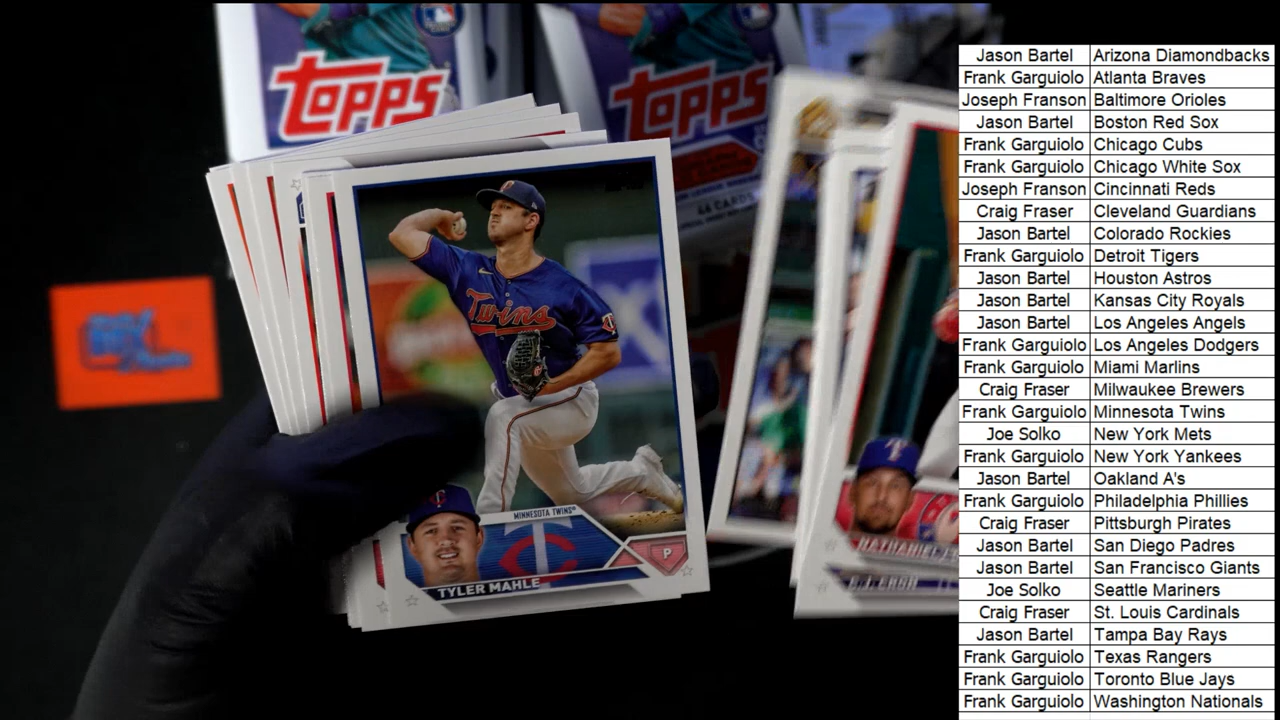 TOPPS
TOPPS
44 CARDS
Twins
MINNESOTA TWINS
P
TYLER MAHLE
T
NATHANIEL
Jason Bartel Arizona Diamondbacks
Frank Garguiolo Atlanta Braves
Joseph Franson Baltimore Orioles
Jason Bartel Boston Red Sox
Frank Garguiolo Chicago Cubs
Frank Garguiolo Chicago White Sox
Joseph Franson Cincinnati Reds
Craig Fraser Cleveland Guardians
Jason Bartel Colorado Rockies
Frank Garguiolo Detroit Tigers
Jason Bartel Houston Astros
Jason Bartel Kansas City Royals
Jason Bartel Los Angeles Angels
Frank Garguiolo Los Angeles Dodgers
Frank Garguiolo Miami Marlins
Craig Fraser Milwaukee Brewers
Frank Garguiolo Minnesota Twins
Joe Solko New York Mets
Frank Garguiolo New York Yankees
Jason Bartel Oakland A's
Frank Garguiolo Philadelphia Phillies
Craig Fraser Pittsburgh Pirates
Jason Bartel San Diego Padres
Jason Bartel San Francisco Giants
Joe Solko Seattle Mariners
Craig Fraser St. Louis Cardinals
Jason Bartel Tampa Bay Rays
Frank Garguiolo Texas Rangers
Frank Garguiolo Toronto Blue Jays
Frank Garguiolo Washington Nationals